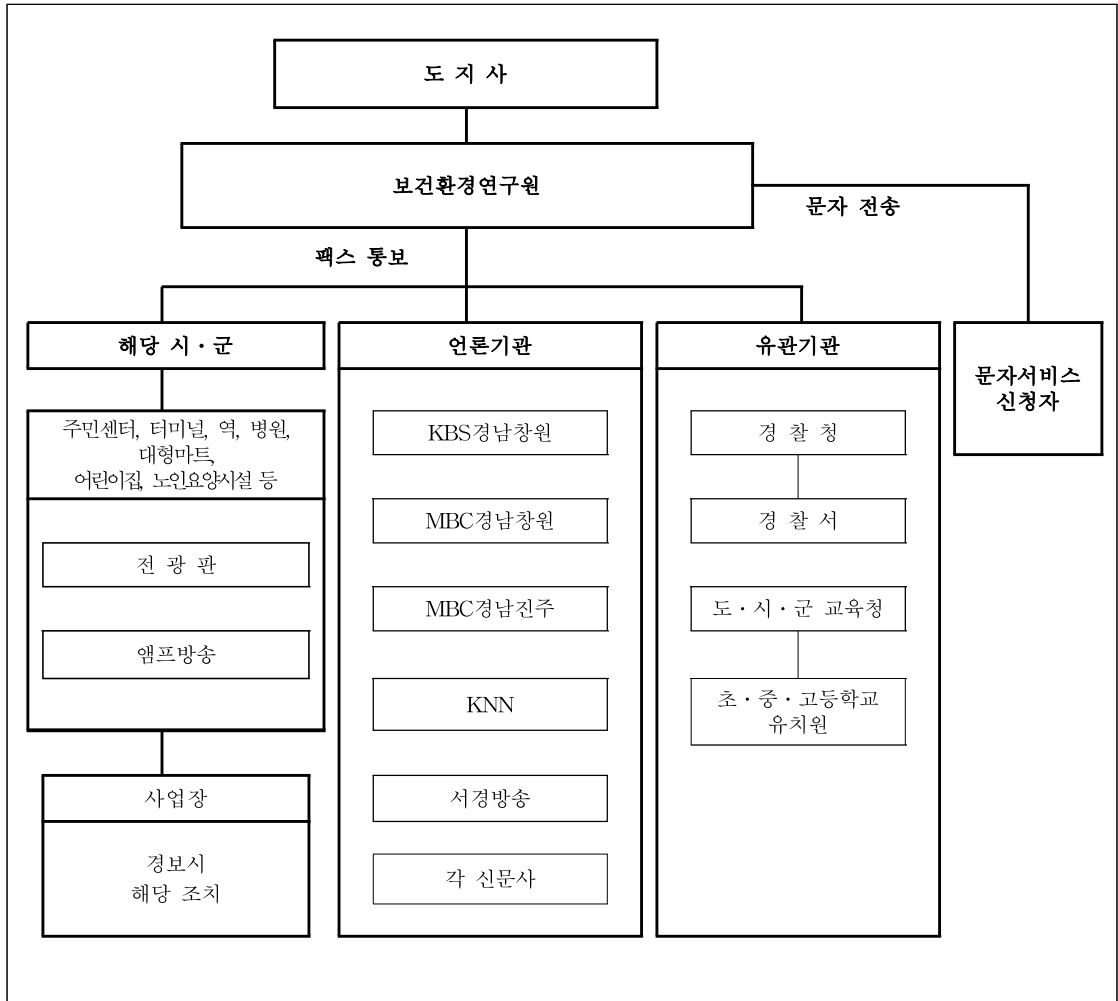 도 지 사
보건환경연구원
문자 전송
팩스 통보
해당 시·군
주민센터, 터미널, 역, 병원,
대형마트,
어린이집, 노인요양시설 등
전 광 판
앰프방송
사업장
경보시
해당 조치
언론기관
KBS경남창원
MBC경남창원
MBC경남진주
KNN
서경방송
각 신문사
유관기관
경 찰 청
경 찰 서
도·시·군 교육청
초·중·고등학교
유치원
문자서비스
신청자